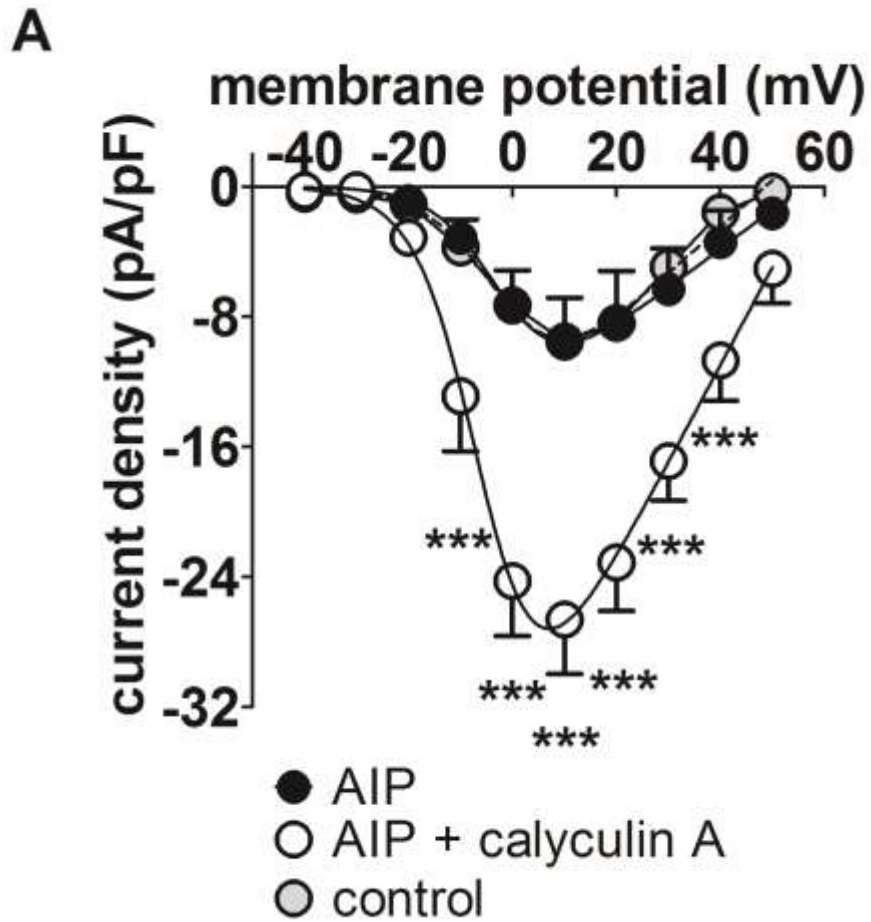 A
membrane potential (mV)
-40 -20 0 20 40 60
current density (pA/pF)
0
-8
-16
-24
-32
***
***
***
***
***
***
AIP
AIP + calyculin A
control